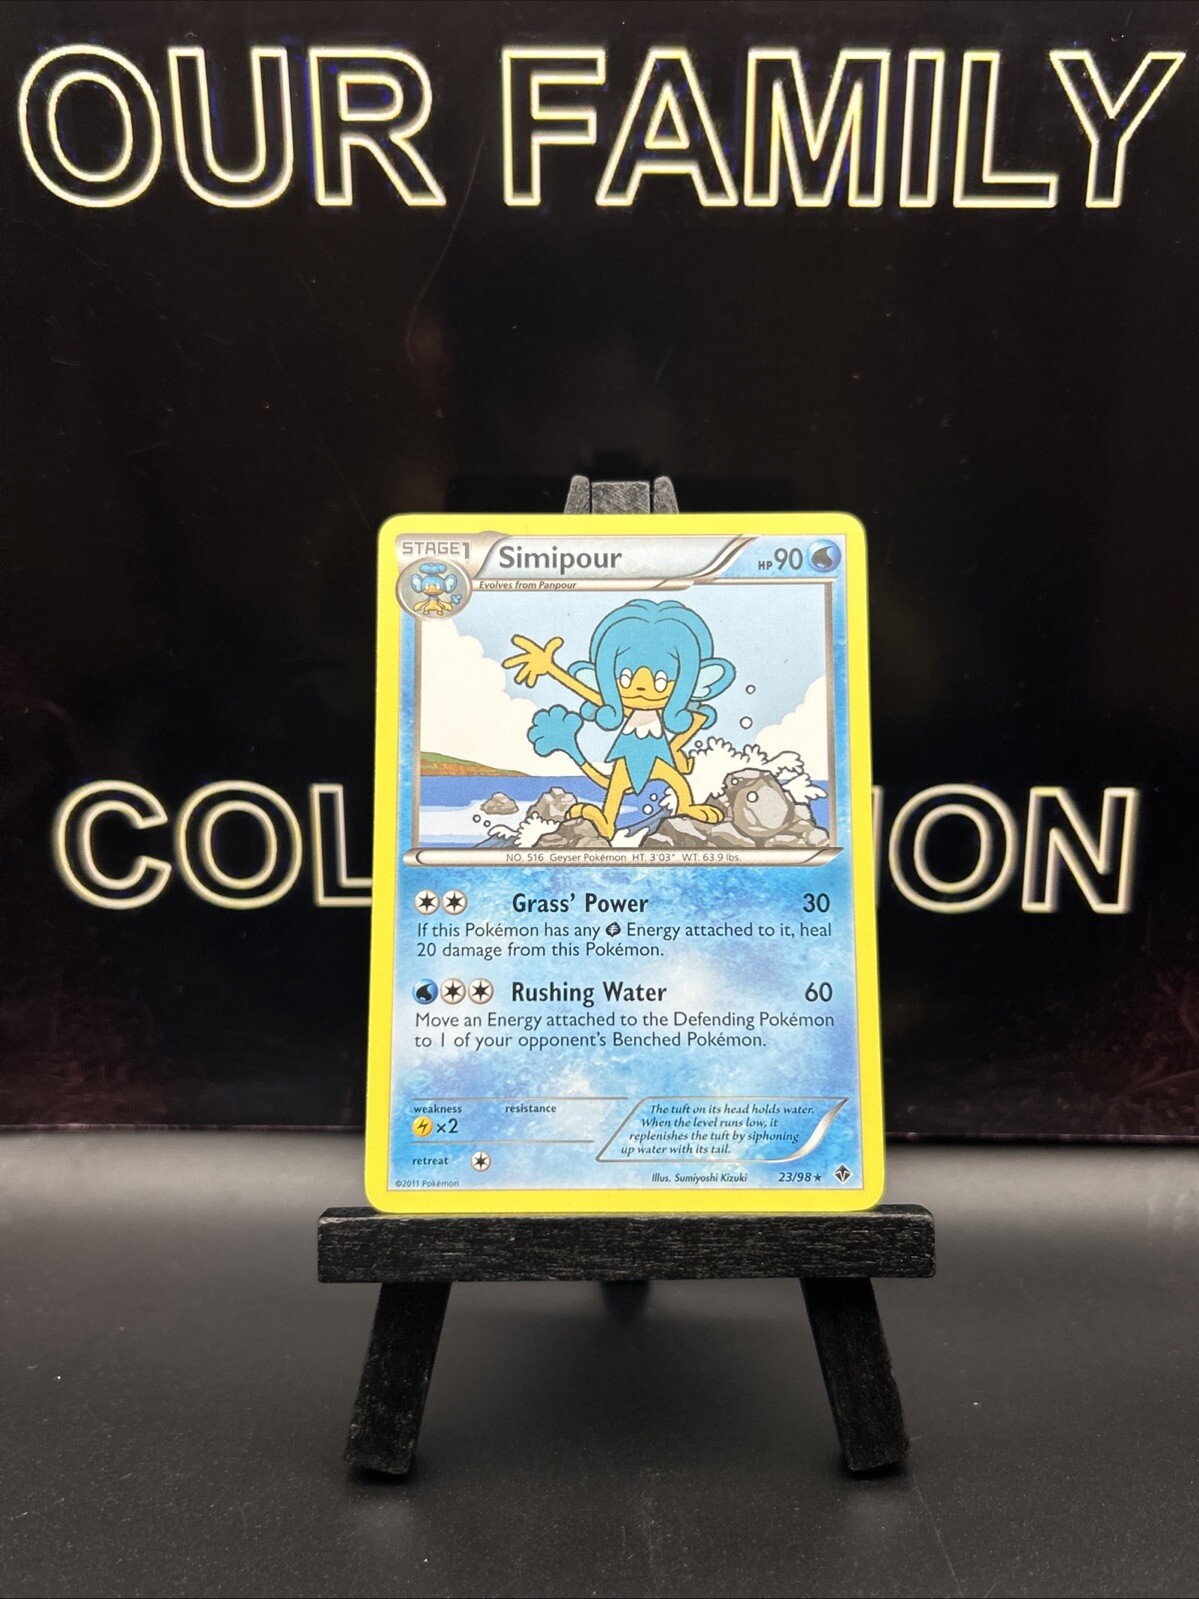 OUR FAMILY
COL ION
STAGE1
Simipour
HP 90
Evolves from Panpour
NO. 516 Geyser Pokémon HT. 3'03" WT. 63.9 lbs.
Grass' Power 30
If this Pokémon has any Energy attached to it, heal
20 damage from this Pokémon.
Rushing Water 60
Move an Energy attached to the Defending Pokémon
to 1 of your opponent's Benched Pokémon.
weakness resistance
×2
retreat
The tuft on its head holds water.
When the level runs low, it
replenishes the tuft by siphoning
up water with its tail.
©2011 Pokémon
Illus. Sumiyoshi Kizuki 23/98 ★